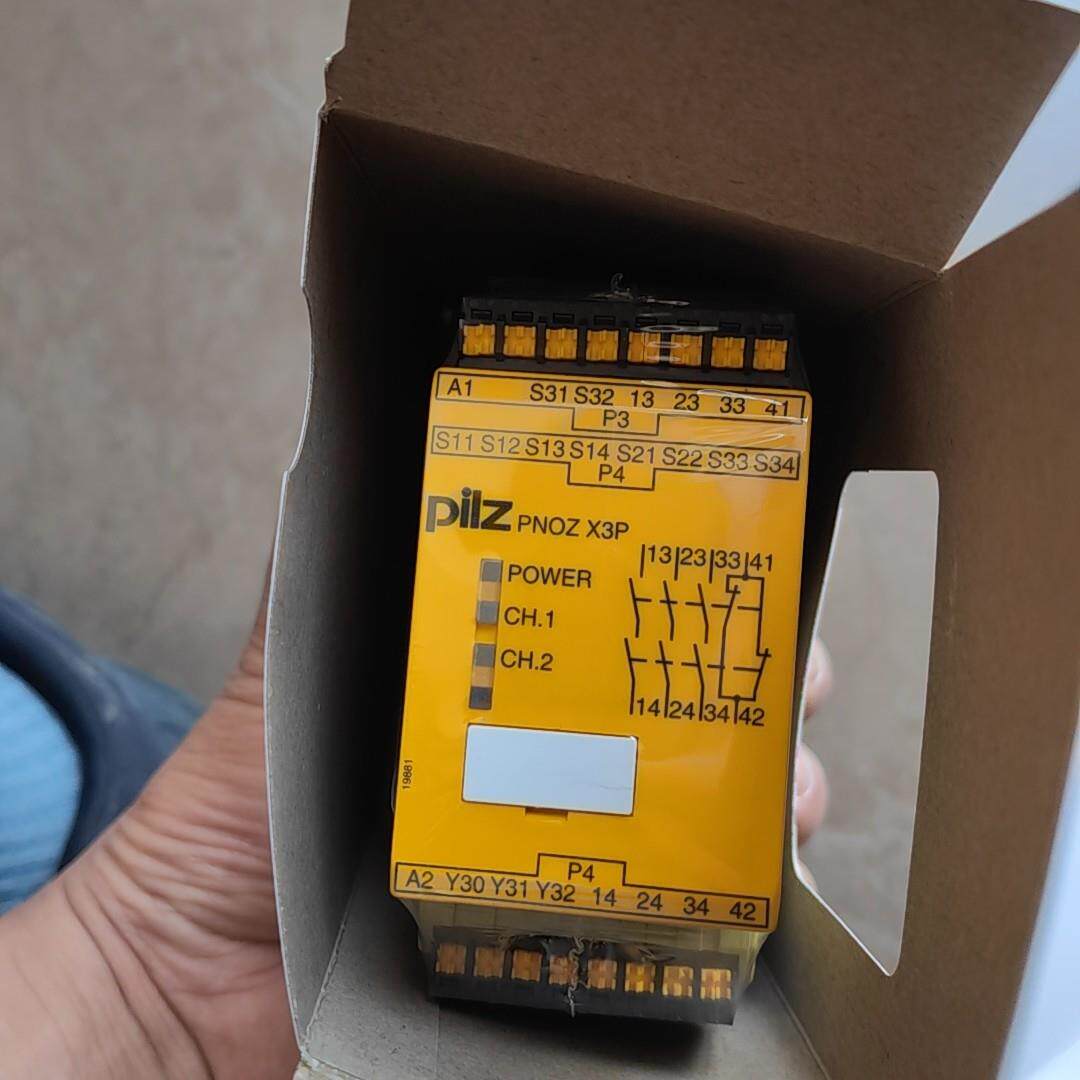 A1 S31 S32 13 23 33 41
P3
S11 S12 S13 S14 S21 S22 S33 S34
P4
pilz PNOZ X3P
13 23 33 41
POWER
CH.1
CH.2
14 24 34 42
19881
P4
A2 Y30 Y31 Y32 14 24 34 42